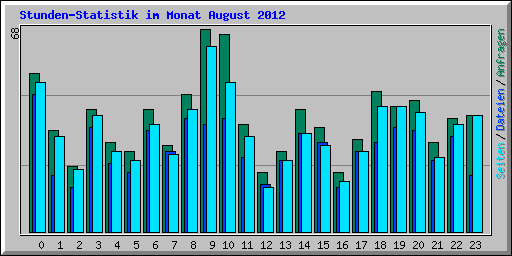 Stunden-Statistik im Monat August 2012
68
Seiten/Dateien/Anfragen
0 1 2 3 4 5 6 7 8 9 10 11 12 13 14 15 16 17 18 19 20 21 22 23